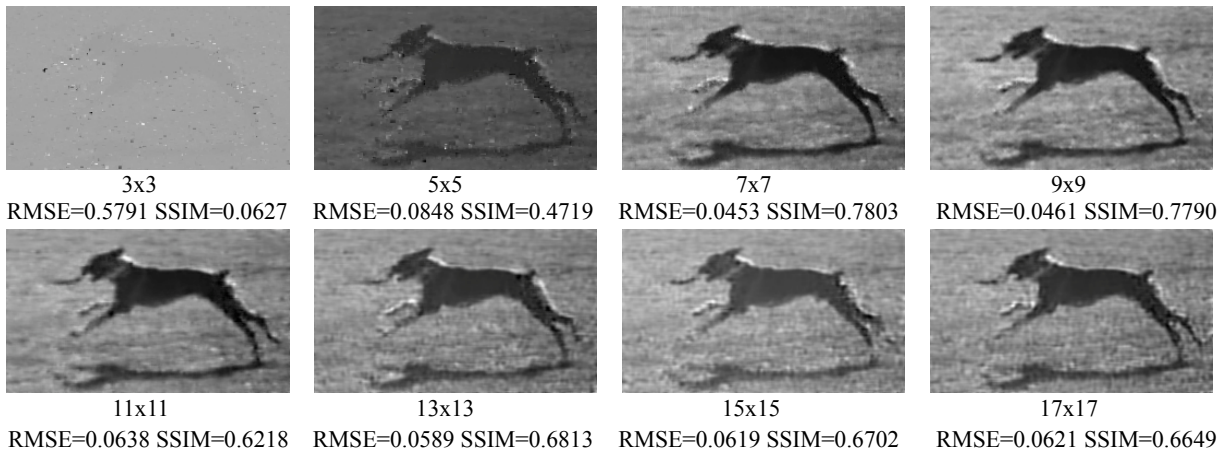 3x3
5x5
7x7
9x9
RMSE=0.5791 SSIM=0.0627
RMSE=0.0848 SSIM=0.4719
RMSE=0.0453 SSIM=0.7803
RMSE=0.0461 SSIM=0.7790
11x11
13x13
15x15
17x17
RMSE=0.0638 SSIM=0.6218
RMSE=0.0589 SSIM=0.6813
RMSE=0.0619 SSIM=0.6702
RMSE=0.0621 SSIM=0.6649